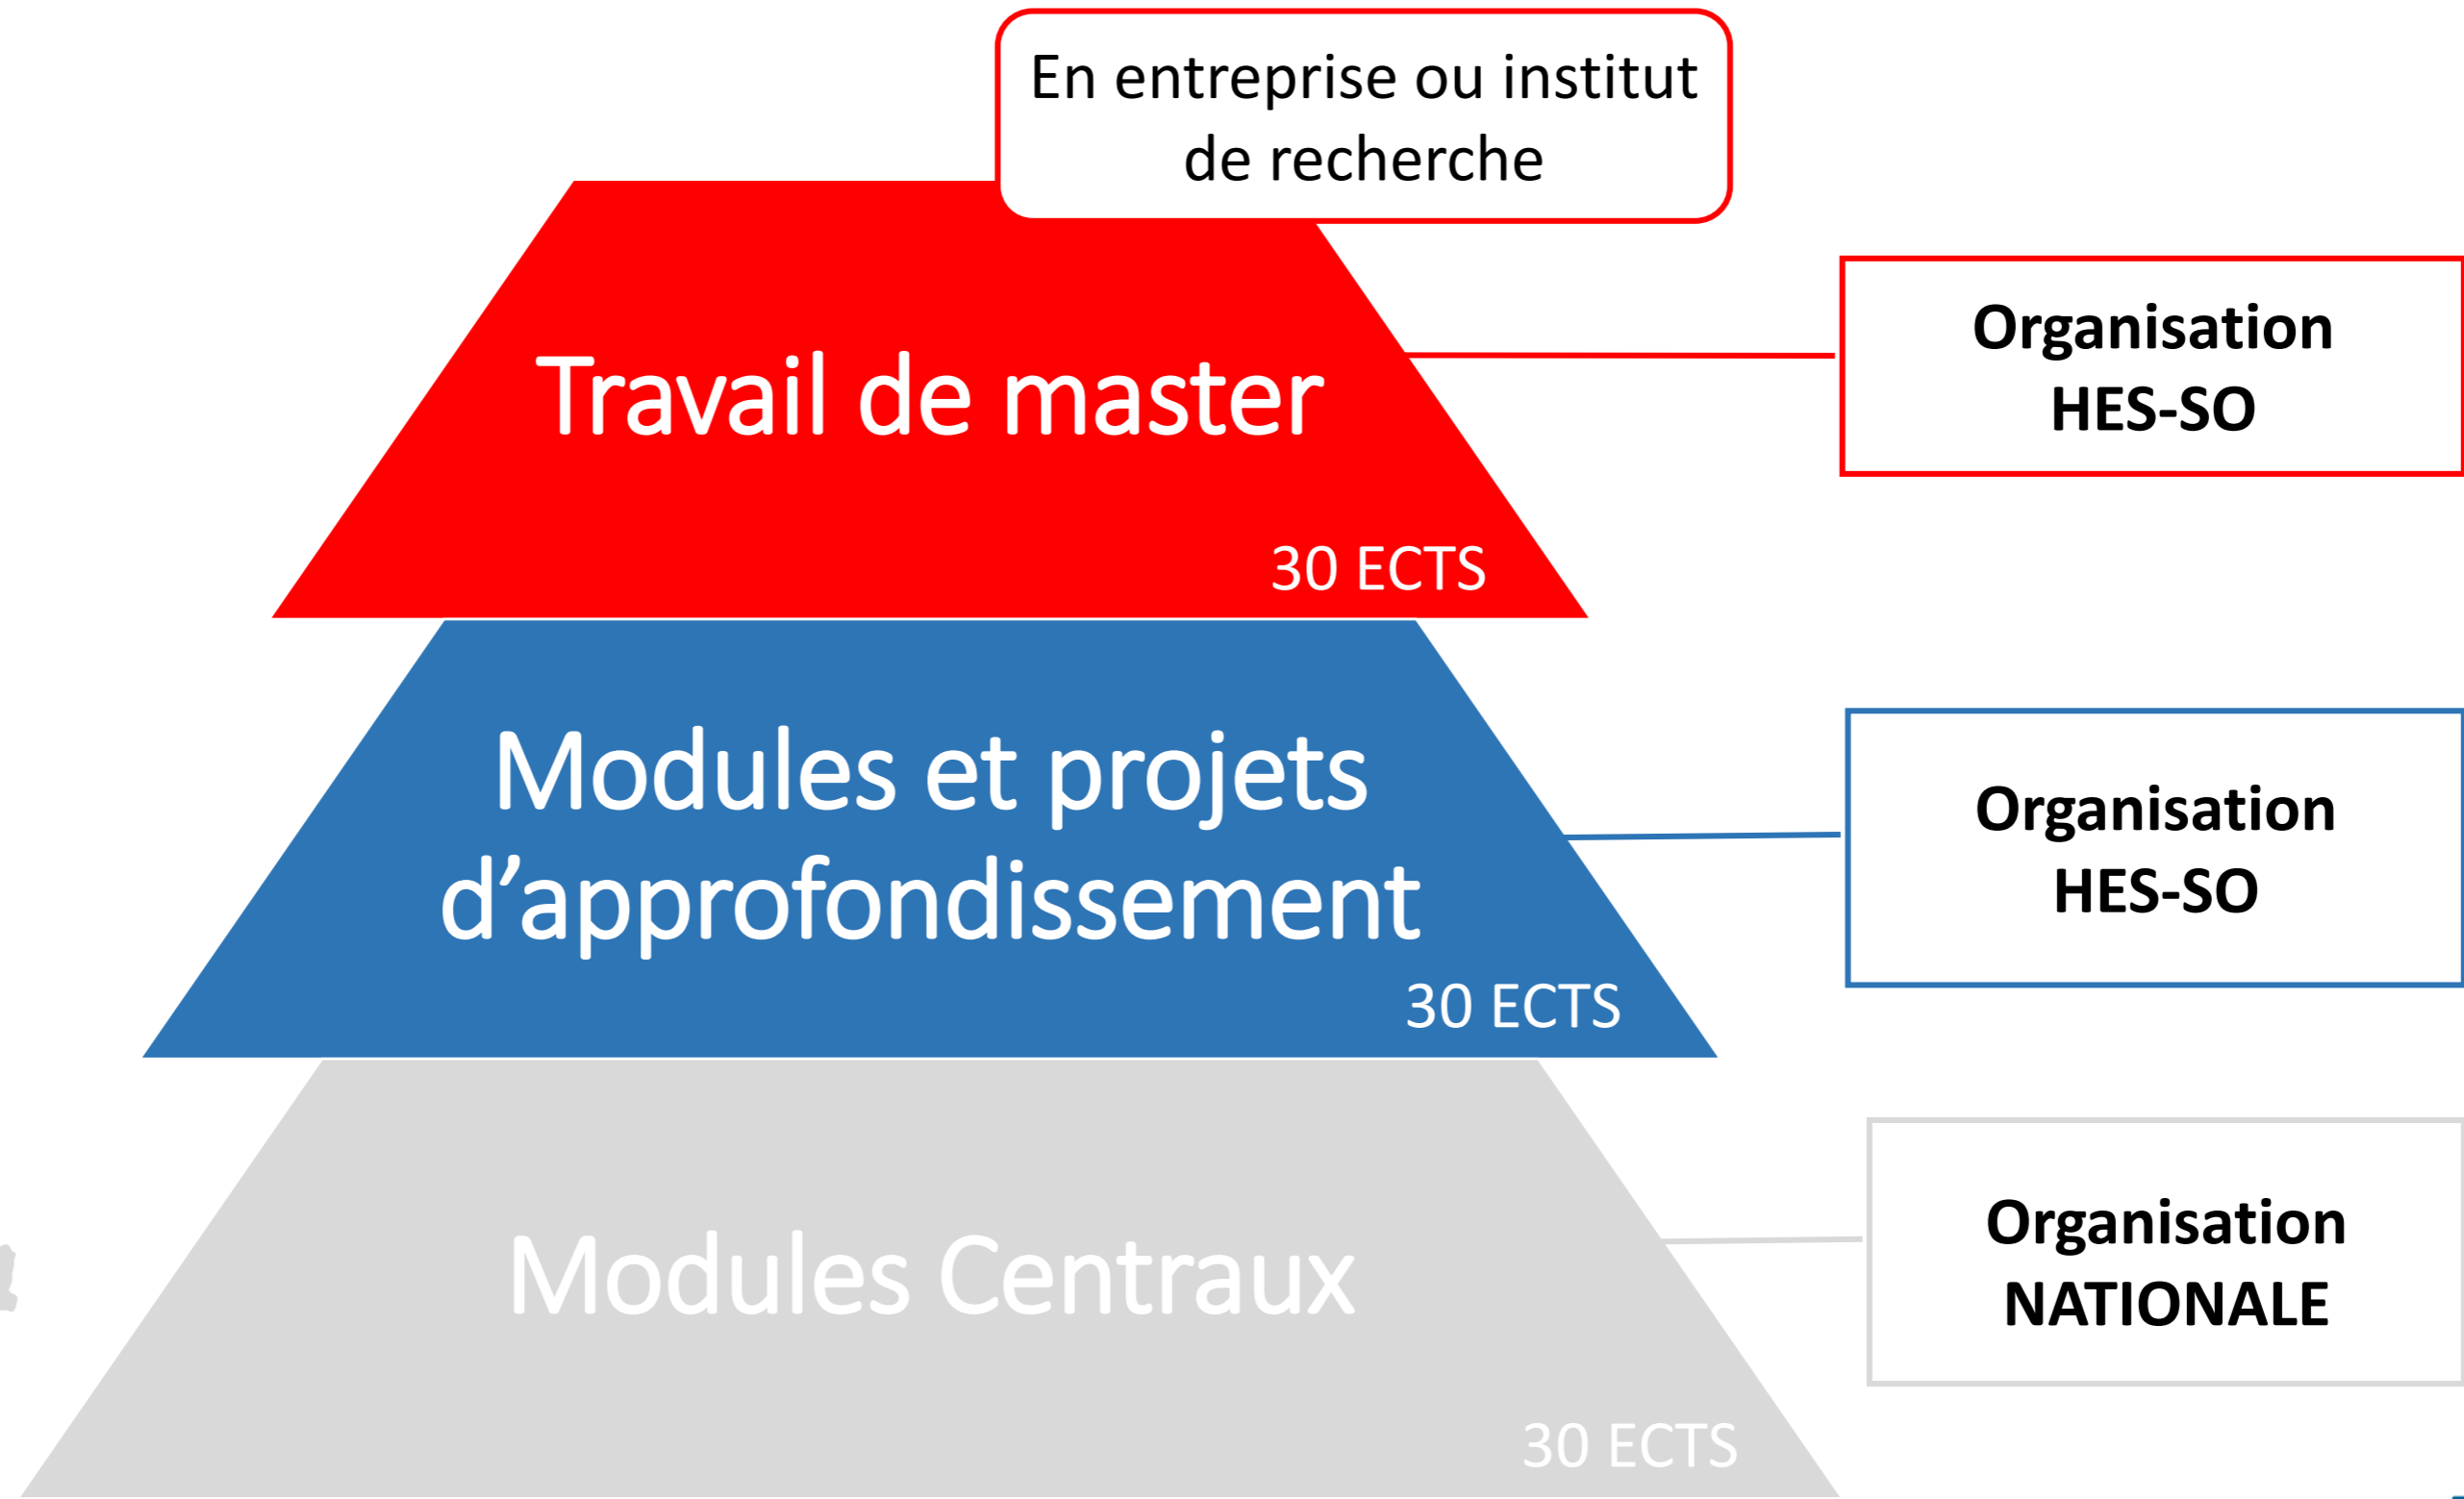 En entreprise ou institut
de recherche
Travail de master
30 ECTS
Organisation
HES-SO
Modules et projets
d’approfondissement
30 ECTS
Organisation
HES-SO
Modules Centraux
30 ECTS
Organisation
NATIONALE